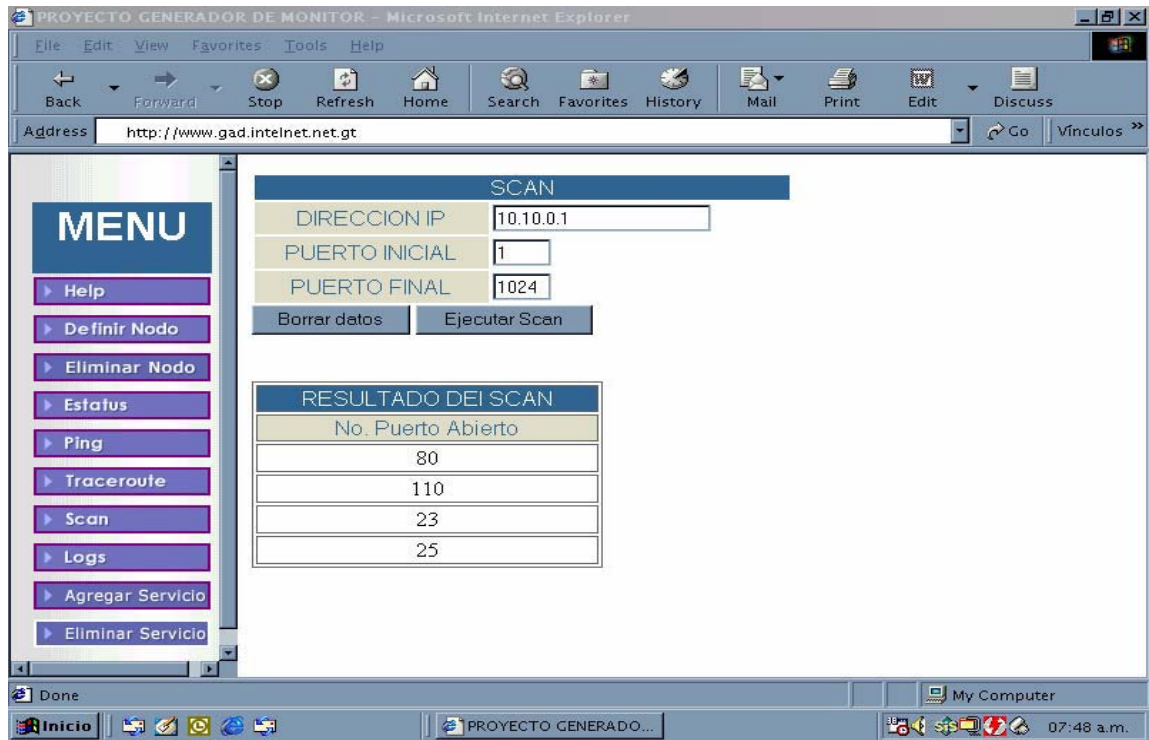 PROYECTO GENERADOR DE MONITOR - Microsoft Internet Explorer
File Edit View Favorites Tools Help
Back Forward Stop Refresh Home Search Favorites History Mail Print Edit Discuss
Address http://www.gad.intelnet.net.gt Go Vínculos »
MENU
Help
Definir Nodo
Eliminar Nodo
Estatus
Ping
Traceroute
Scan
Logs
Agregar Servicio
Eliminar Servicio
SCAN
DIRECCION IP 10.10.0.1
PUERTO INICIAL 1
PUERTO FINAL 1024
Borrar datos Ejecutar Scan
RESULTADO DEl SCAN
No. Puerto Abierto
80
110
23
25
Done My Computer
Inicio PROYECTO GENERADO... 07:48 a.m.